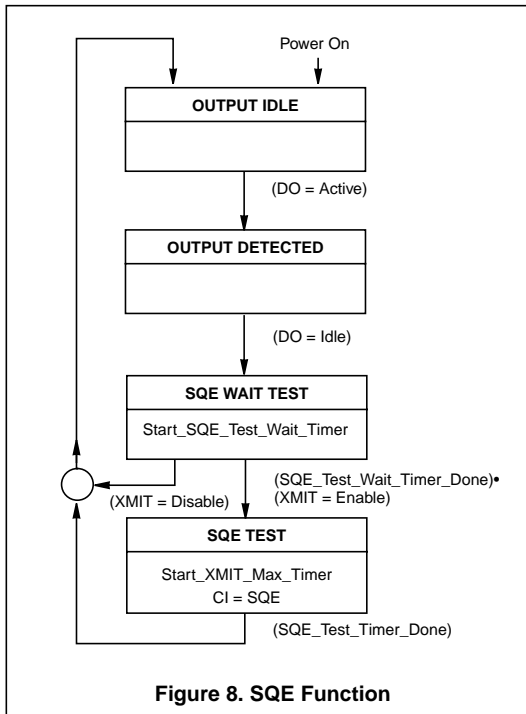 Power On
OUTPUT IDLE
(DO = Active)
OUTPUT DETECTED
(DO = Idle)
SQE WAIT TEST
Start_SQE_Test_Wait_Timer
(SQE_Test_Wait_Timer_Done)•
(XMIT = Disable)
(XMIT = Enable)
SQE TEST
Start_XMIT_Max_Timer
CI = SQE
(SQE_Test_Timer_Done)
Figure 8. SQE Function